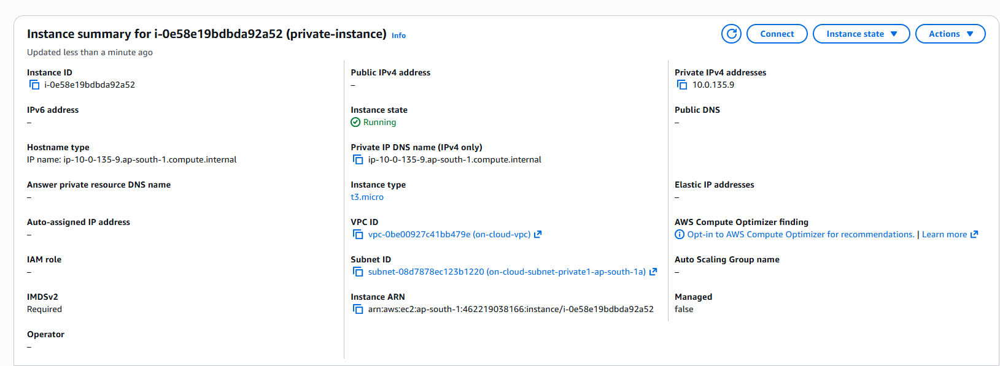 Instance summary for i-0e58e19bdbda92a52 (private-instance) Info
Connect
Instance state
Actions
Updated less than a minute ago
Instance ID
i-0e58e19bdbda92a52
Public IPv4 address
–
Private IPv4 addresses
10.0.135.9
IPv6 address
–
Instance state
Running
Public DNS
–
Hostname type
IP name: ip-10-0-135-9.ap-south-1.compute.internal
Private IP DNS name (IPv4 only)
ip-10-0-135-9.ap-south-1.compute.internal
Answer private resource DNS name
–
Instance type
t3.micro
Elastic IP addresses
–
Auto-assigned IP address
–
VPC ID
vpc-0be00927c41bb479e (on-cloud-vpc)
AWS Compute Optimizer finding
Opt-in to AWS Compute Optimizer for recommendations. | Learn more
IAM role
–
Subnet ID
subnet-08d7878ec123b1220 (on-cloud-subnet-private1-ap-south-1a)
Auto Scaling Group name
–
IMDSv2
Required
Instance ARN
arn:aws:ec2:ap-south-1:462219038166:instance/i-0e58e19bdbda92a52
Managed
false
Operator
–